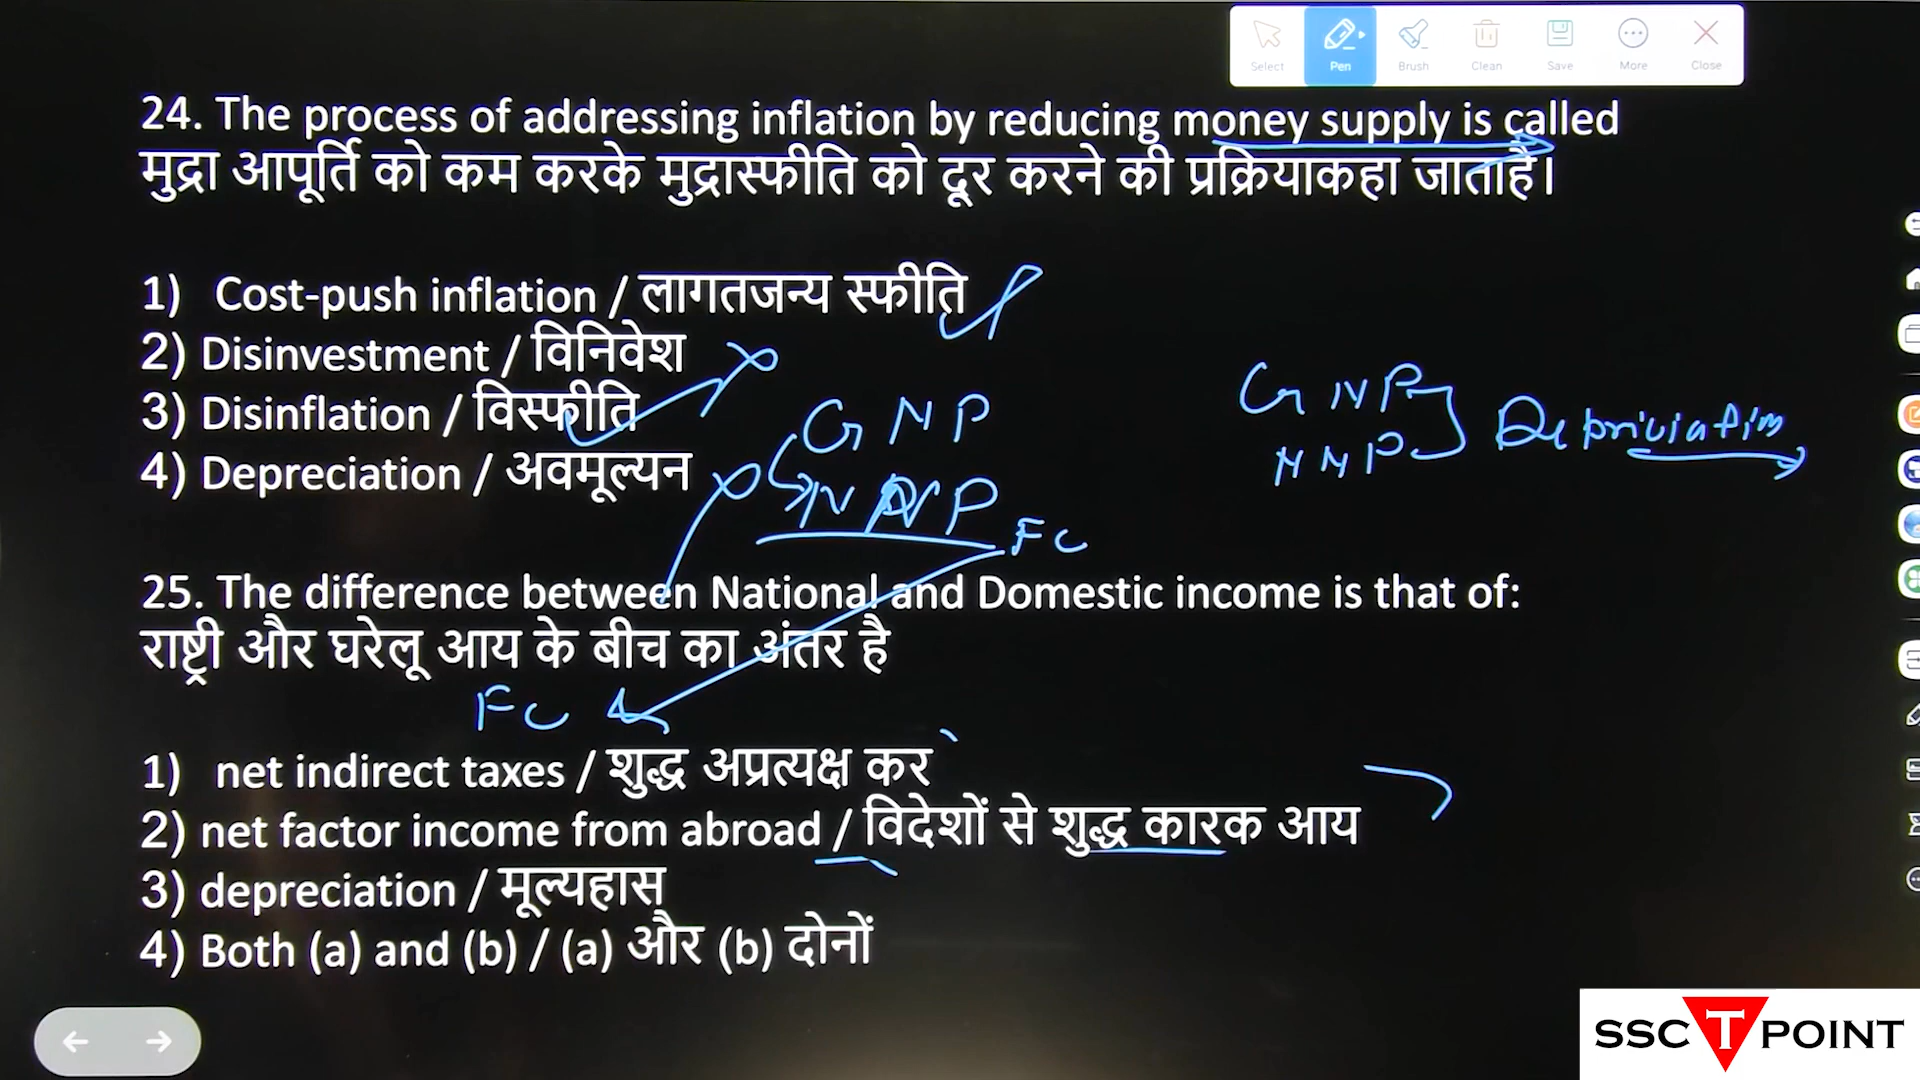 Select Pen Brush Clean Save More Close
24. The process of addressing inflation by reducing money supply is called
मुद्रा आपूर्ति को कम करके मुद्रास्फीति को दूर करने की प्रक्रियाकहा जाताहै।
1) Cost-push inflation / लागतजन्य स्फीति
2) Disinvestment / विनिवेश
3) Disinflation / विस्फीति
4) Depreciation / अवमूल्यन
GNP
NNP
FC
GNP
NNP
Depriciation
25. The difference between National and Domestic income is that of:
राष्ट्री और घरेलू आय के बीच का अंतर है
FC
1) net indirect taxes / शुद्ध अप्रत्यक्ष कर
2) net factor income from abroad / विदेशों से शुद्ध कारक आय
3) depreciation / मूल्यहास
4) Both (a) and (b) / (a) और (b) दोनों
SSC T POINT